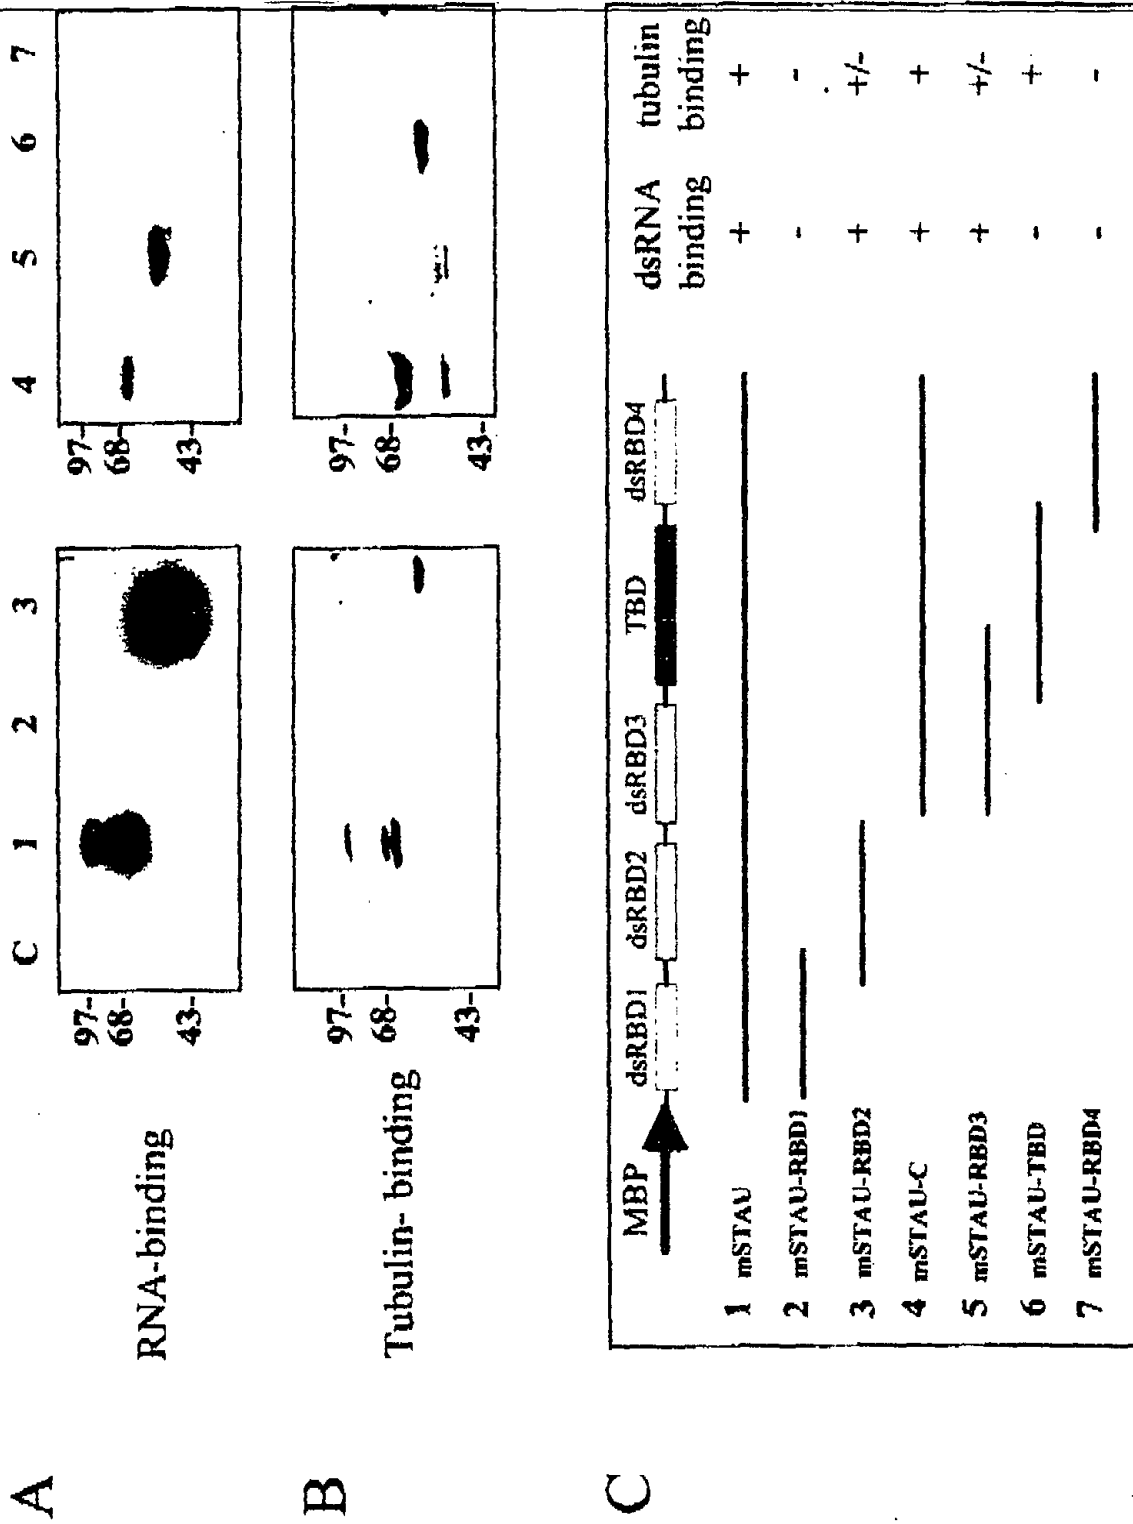 A
C 1 2 3 4 5 6 7
RNA-binding
97-
68-
43-
97-
68-
43-
B
Tubulin- binding
97-
68-
43-
97-
68-
43-
C
MBP dsRBD1 dsRBD2 dsRBD3 TBD dsRBD4
dsRNA binding
tubulin binding
1 mSTAU + +
2 mSTAU-RBD1 - -
3 mSTAU-RBD2 + +/-
4 mSTAU-C + +
5 mSTAU-RBD3 + +/-
6 mSTAU-TBD - +
7 mSTAU-RBD4 - -